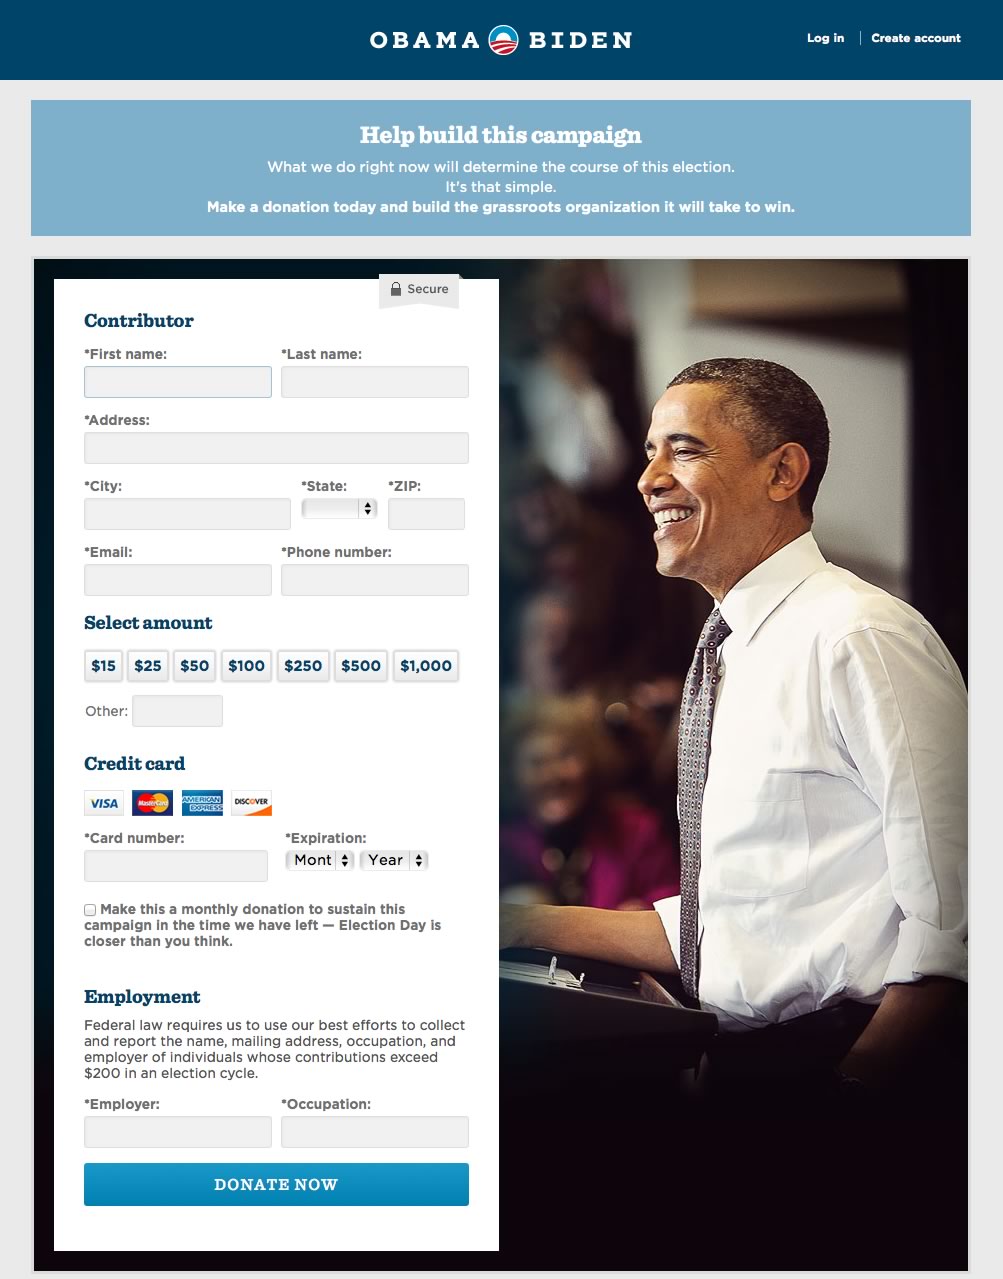 OBAMA BIDEN
Log in
Create account
Help build this campaign
What we do right now will determine the course of this election.
It's that simple.
Make a donation today and build the grassroots organization it will take to win.
Secure
Contributor
*First name:
*Last name:
*Address:
*City:
*State:
*ZIP:
*Email:
*Phone number:
Select amount
$15 $25 $50 $100 $250 $500 $1,000
Other:
Credit card
VISA MasterCard AMERICAN EXPRESS DISCOVER
*Card number:
*Expiration:
Mont Year
Make this a monthly donation to sustain this
campaign in the time we have left — Election Day is
closer than you think.
Employment
Federal law requires us to use our best efforts to collect
and report the name, mailing address, occupation, and
employer of individuals whose contributions exceed
$200 in an election cycle.
*Employer:
*Occupation:
DONATE NOW